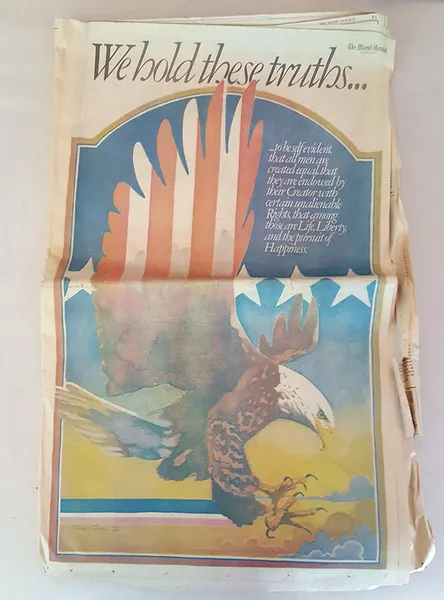 The Miami Herald
We hold these truths...
...to be self evident,
that all men are
created equal, that
they are endowed by
their Creator with
certain unalienable
Rights, that among
those are Life, Liberty,
and the pursuit of
Happiness.